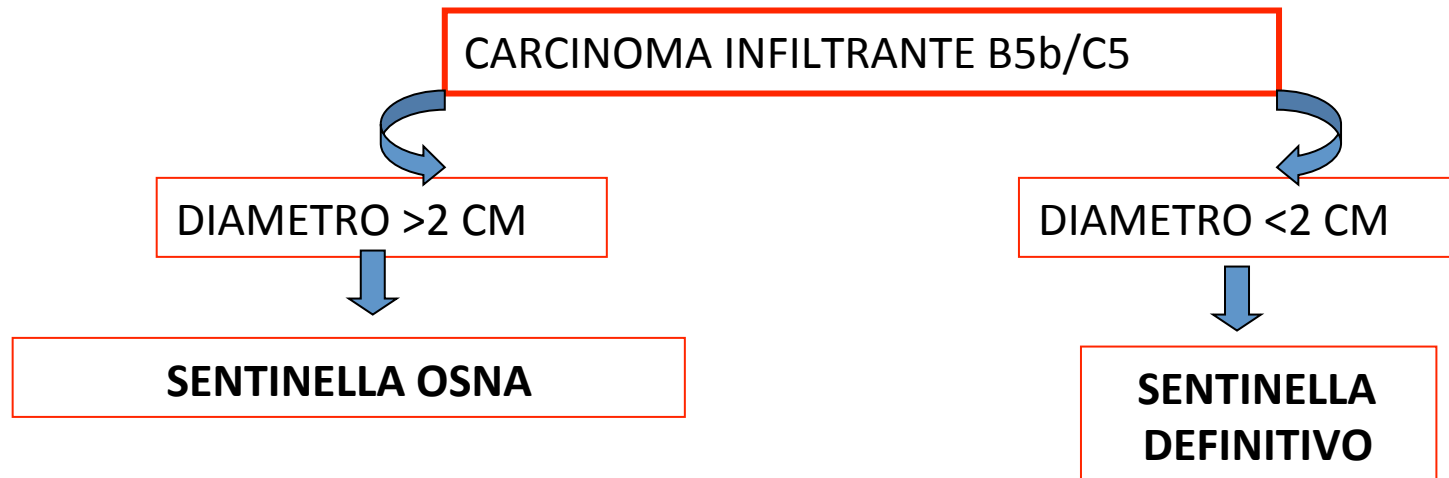 CARCINOMA INFILTRANTE B5b/C5
DIAMETRO >2 CM
DIAMETRO <2 CM
SENTINELLA OSNA
SENTINELLA
DEFINITIVO